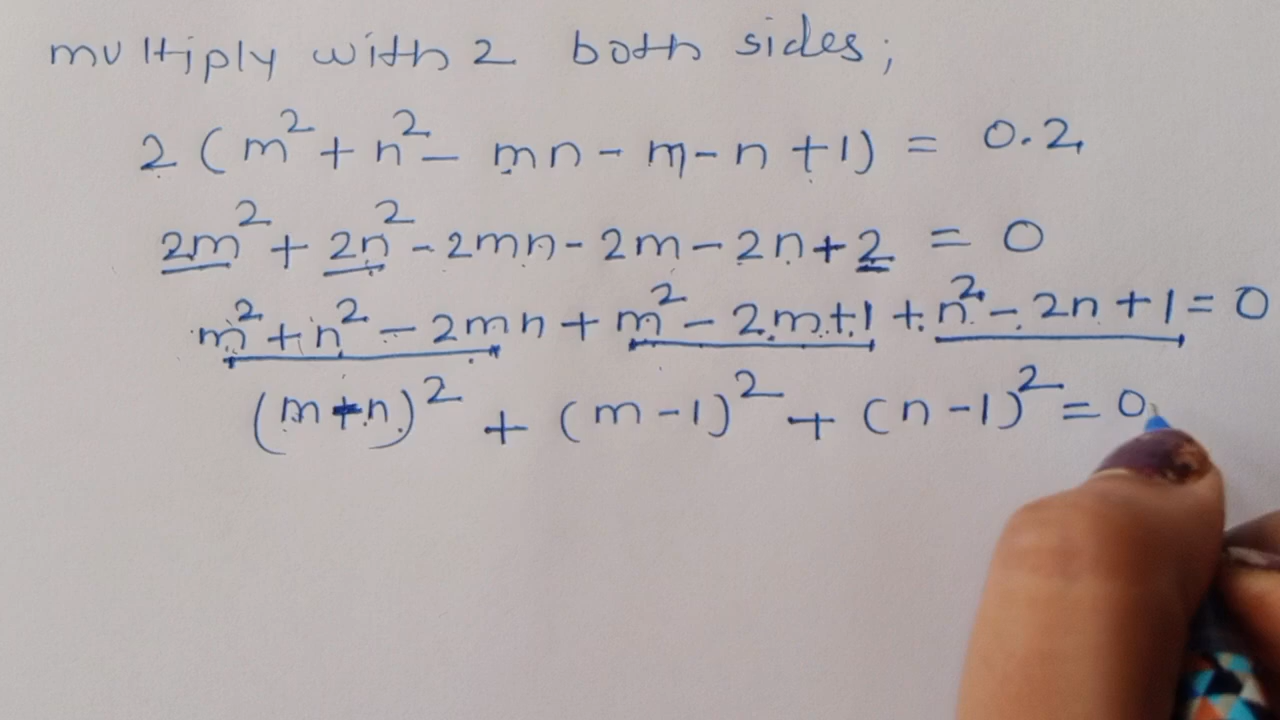 multiply with 2 both sides;
2 (m² + n² - mn - m - n + 1) = 0.2
2m² + 2n² - 2mn - 2m - 2n + 2 = 0
m² + n² - 2mn + m² - 2m + 1 + n² - 2n + 1 = 0
(m - n)² + (m - 1)² + (n - 1)² = 0